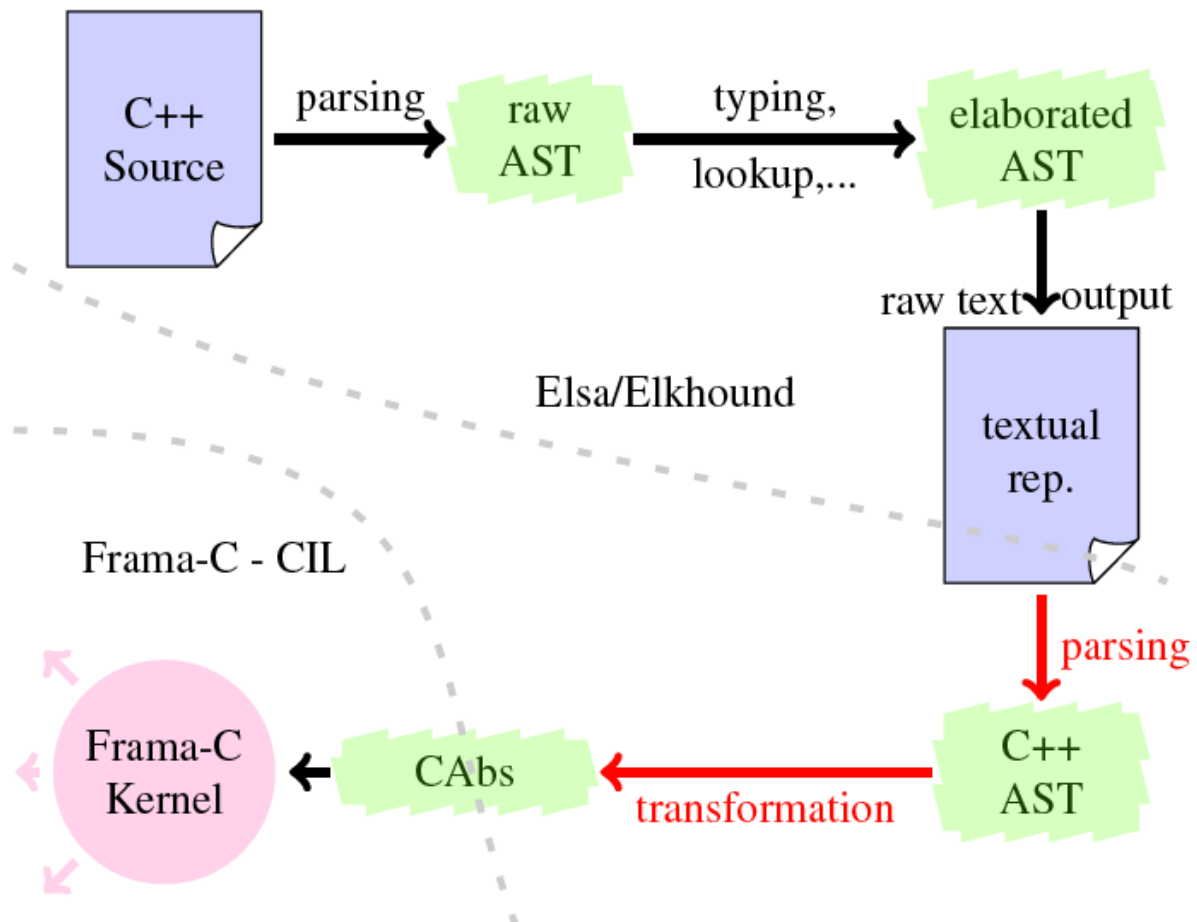 C++
Source
parsing
raw
AST
typing,
lookup,...
elaborated
AST
raw text
output
Elsa/Elkhound
textual
rep.
Frama-C - CIL
parsing
Frama-C
Kernel
CAbs
transformation
C++
AST